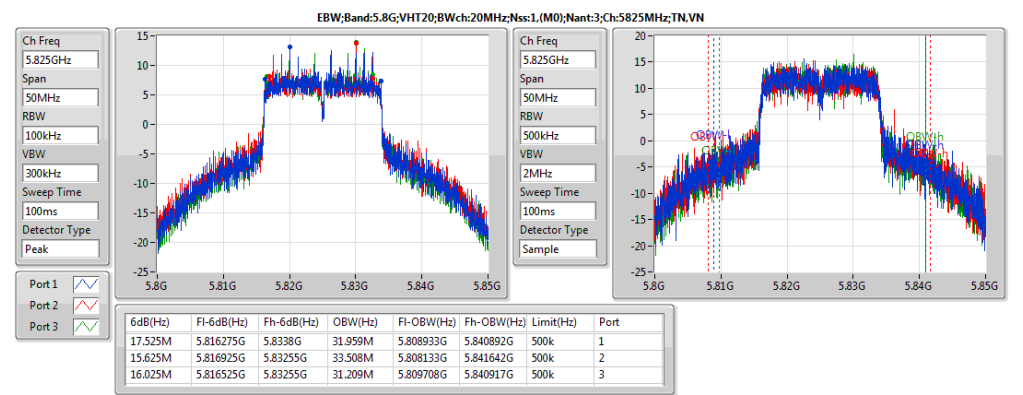 EBW;Band:5.8G;VHT20;BWch:20MHz;Nss:1,(M0);Nant:3;Ch:5825MHz;TN,VN
Ch Freq
5.825GHz
Span
50MHz
RBW
100kHz
VBW
300kHz
Sweep Time
100ms
Detector Type
Peak
15
10
5
0
-5
-10
-15
-20
-25
5.8G
5.81G
5.82G
5.83G
5.84G
5.85G
Ch Freq
5.825GHz
Span
50MHz
RBW
500kHz
VBW
2MHz
Sweep Time
100ms
Detector Type
Sample
20
15
10
5
0
-5
-10
-15
-20
-25
5.8G
5.81G
5.82G
5.83G
5.84G
5.85G
Port 1
Port 2
Port 3
6dB(Hz) Fl-6dB(Hz) Fh-6dB(Hz) OBW(Hz) Fl-OBW(Hz) Fh-OBW(Hz) Limit(Hz) Port
17.525M 5.816275G 5.8338G 31.959M 5.808933G 5.840892G 500k 1
15.625M 5.816925G 5.83255G 33.508M 5.808133G 5.841642G 500k 2
16.025M 5.816525G 5.83255G 31.209M 5.809708G 5.840917G 500k 3